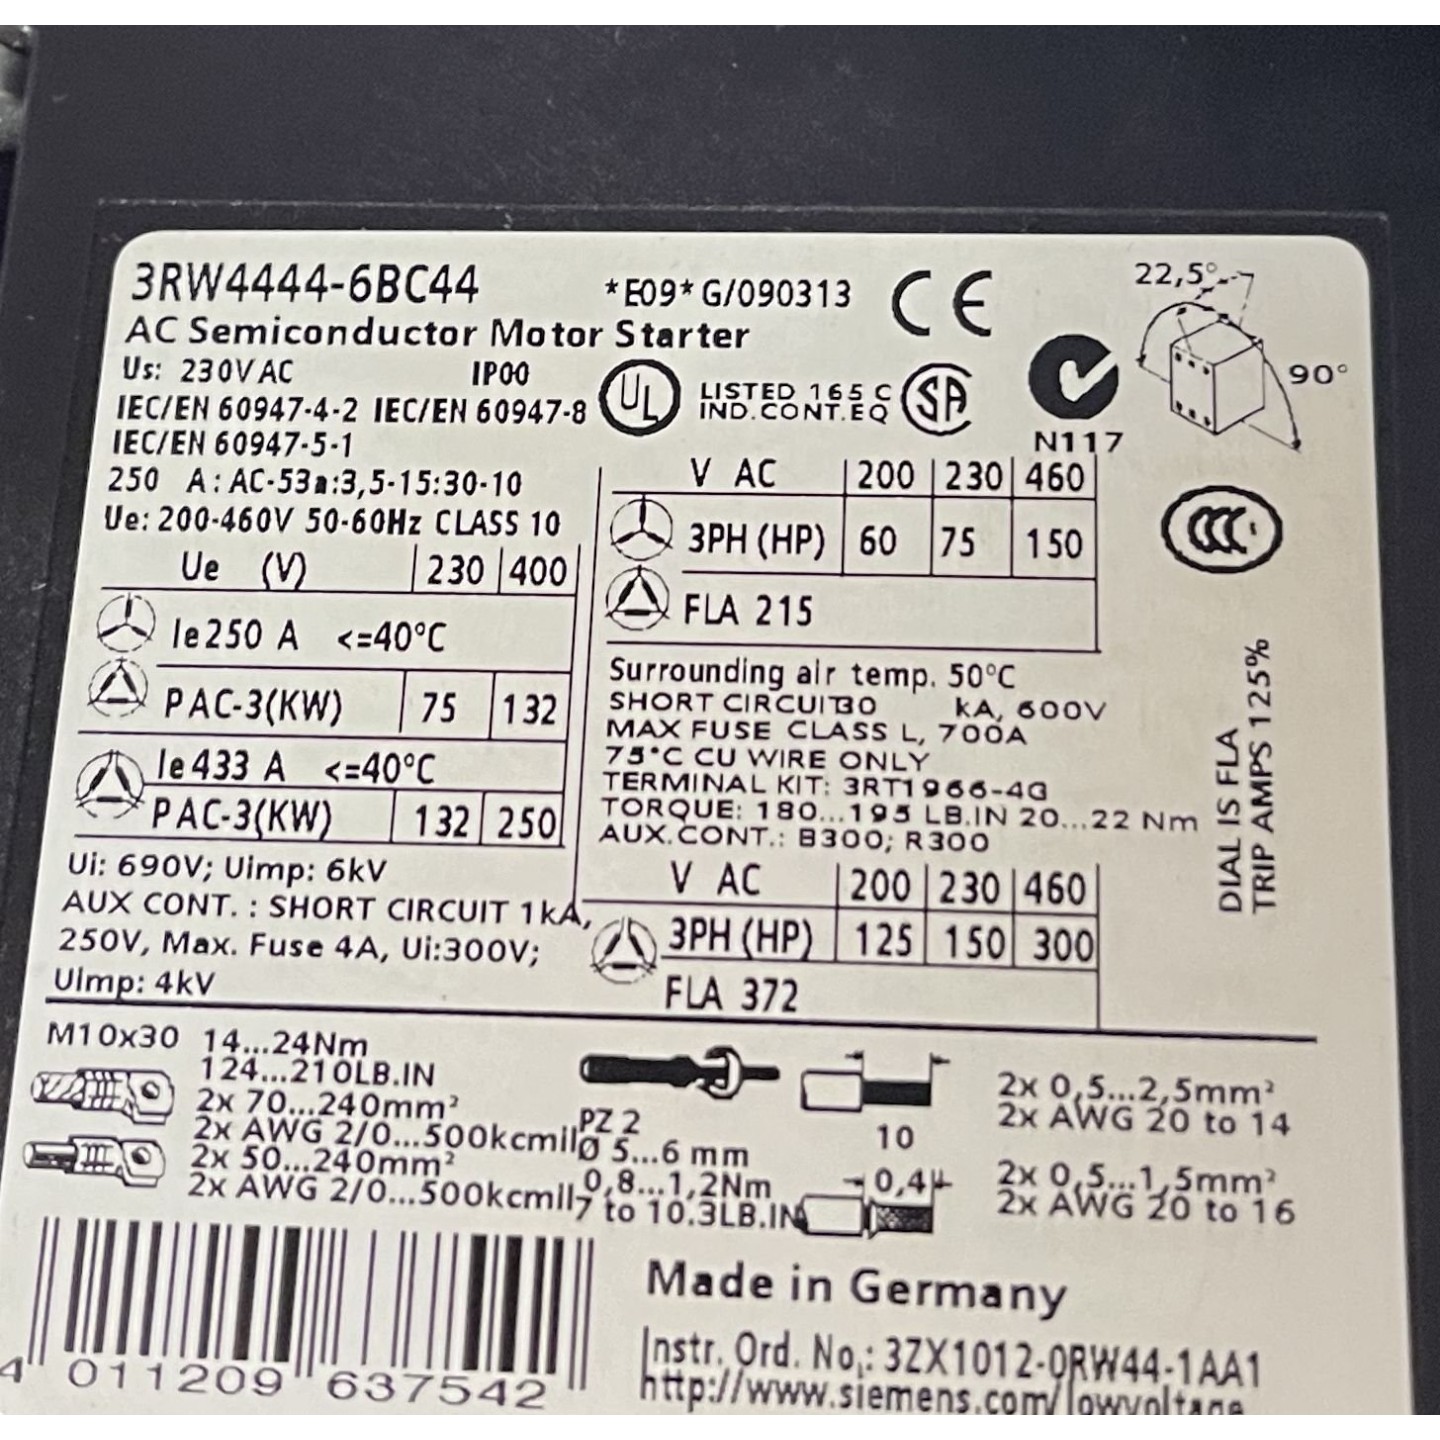 3RW4444-6BC44
*E09* G/090313
CE
22,5°
AC Semiconductor Motor Starter
Us: 230V AC IP00
UL
LISTED 165 C
IND.CONT.EQ
SA
N117
90°
IEC/EN 60947-4-2 IEC/EN 60947-8
IEC/EN 60947-5-1
250 A: AC-53a:3,5-15:30-10
Ue: 200-460V 50-60Hz CLASS 10
Ue (V) 230 400
Ie 250 A <=40°C
P AC-3(KW) 75 132
Ie 433 A <=40°C
P AC-3(KW) 132 250
Ui: 690V; Uimp: 6kV
AUX CONT. : SHORT CIRCUIT 1kA,
250V, Max. Fuse 4A, Ui:300V;
Uimp: 4kV
V AC 200 230 460
3PH (HP) 60 75 150
FLA 215
CCC
Surrounding air temp. 50°C
SHORT CIRCUIT30 kA, 600V
MAX FUSE CLASS L, 700A
75°C CU WIRE ONLY
TERMINAL KIT: 3RT1966-4G
TORQUE: 180...195 LB.IN 20...22 Nm
AUX.CONT.: B300; R300
V AC 200 230 460
3PH (HP) 125 150 300
FLA 372
DIAL IS FLA
TRIP AMPS 125%
M10x30 14...24Nm
124...210LB.IN
2x 70...240mm²
2x AWG 2/0...500kcmil
2x 50...240mm²
2x AWG 2/0...500kcmil
PZ 2
Ø 5...6 mm
0,8...1,2Nm
7 to 10.3LB.IN
10
0,4
2x 0,5...2,5mm²
2x AWG 20 to 14
2x 0,5...1,5mm²
2x AWG 20 to 16
4 011209 637542
Made in Germany
Instr. Ord. No.: 3ZX1012-0RW44-1AA1
http://www.siemens.com/lowvoltage